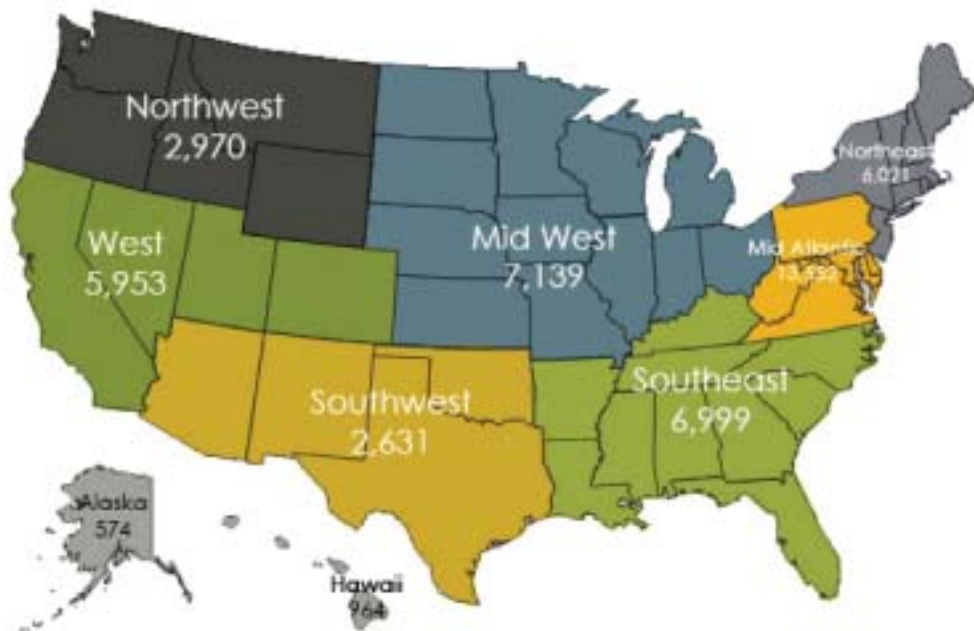 Northwest
2,970
Northeast
6,021
West
5,953
Mid West
7,139
Mid Atlantic
Southwest
2,631
Southeast
6,999
Alaska
574
Hawaii
964